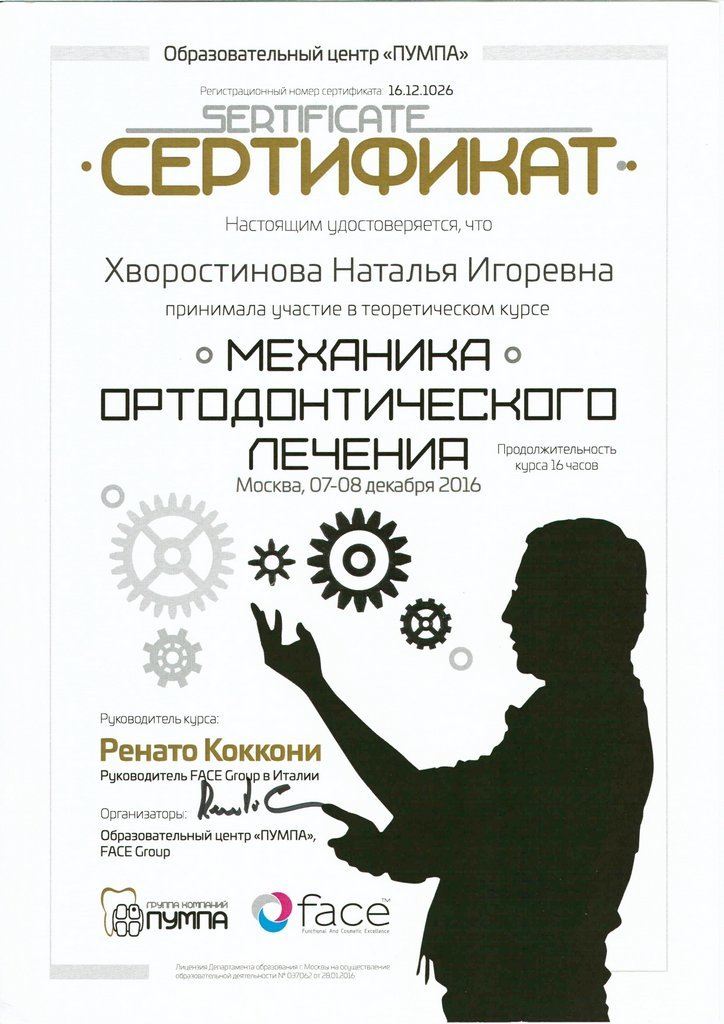 Образовательный центр «ПУМПА»
Регистрационный номер сертификата: 16.12.1026
SERTIFICATE
СЕРТИФИКАТ
Настоящим удостоверяется, что
Хворостинова Наталья Игоревна
принимала участие в теоретическом курсе
МЕХАНИКА
ОРТОДОНТИЧЕСКОГО
ЛЕЧЕНИЯ
Продолжительность
курса 16 часов
Москва, 07-08 декабря 2016
Руководитель курса:
Ренато Коккони
Руководитель FACE Group в Италии
Организаторы:
Образовательный центр «ПУМПА»,
FACE Group
ГРУППА КОМПАНИЙ
ПУМПА
face™
Functional And Cosmetic Excellence
Лицензия Департамента образования г. Москвы на осуществление
образовательной деятельности № 037062 от 28.01.2016